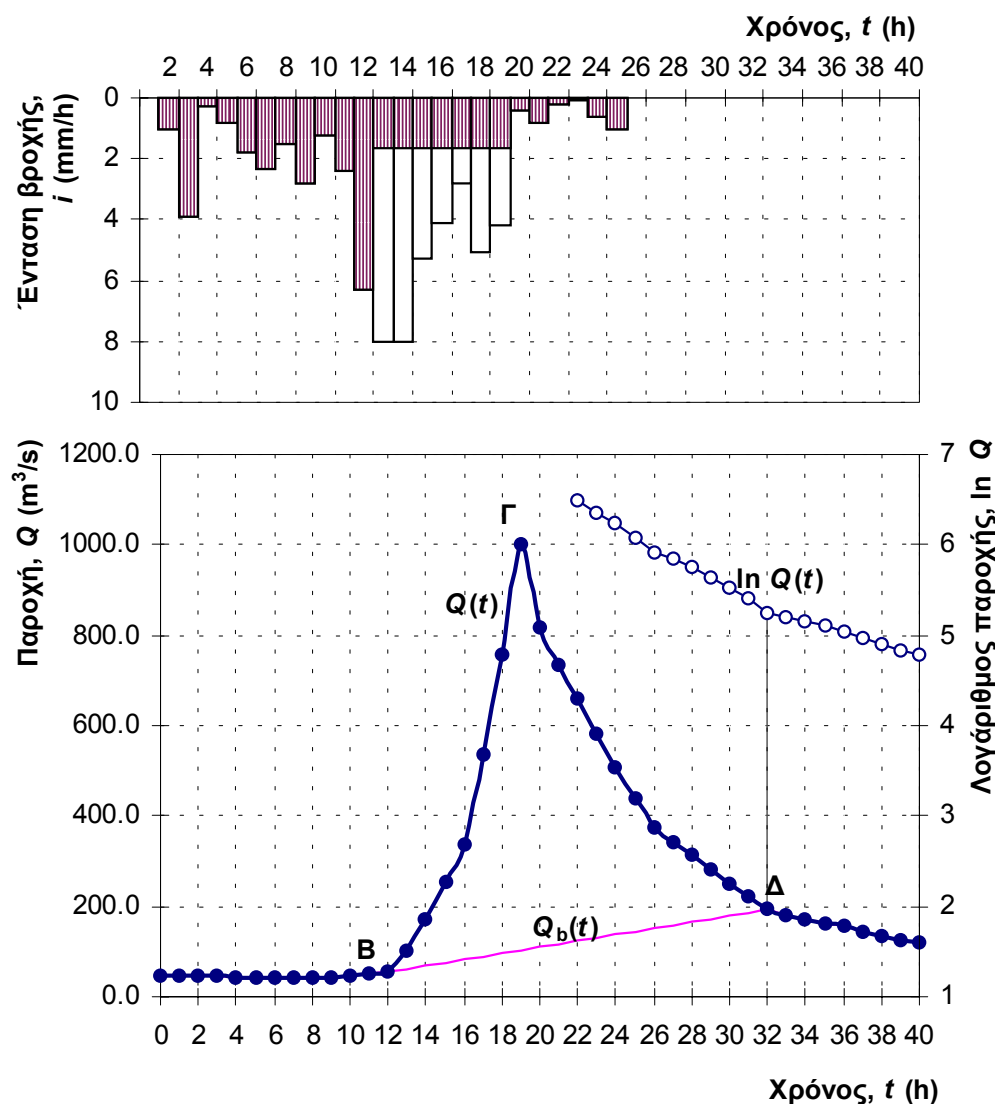 Χρόνος, t (h)
2 4 6 8 10 12 14 16 18 20 22 24 26 28 30 32 34 36 38 40
0
2
4
6
8
10
Ένταση βροχής,
i (mm/h)
1200.0
1000.0
800.0
600.0
400.0
200.0
0.0
Παροχή, Q (m³/s)
7
6
5
4
3
2
1
Λογάριθμος παροχής, ln Q
Γ
Q(t)
ln Q(t)
Δ
Β
Qb(t)
0 2 4 6 8 10 12 14 16 18 20 22 24 26 28 30 32 34 36 38 40
Χρόνος, t (h)